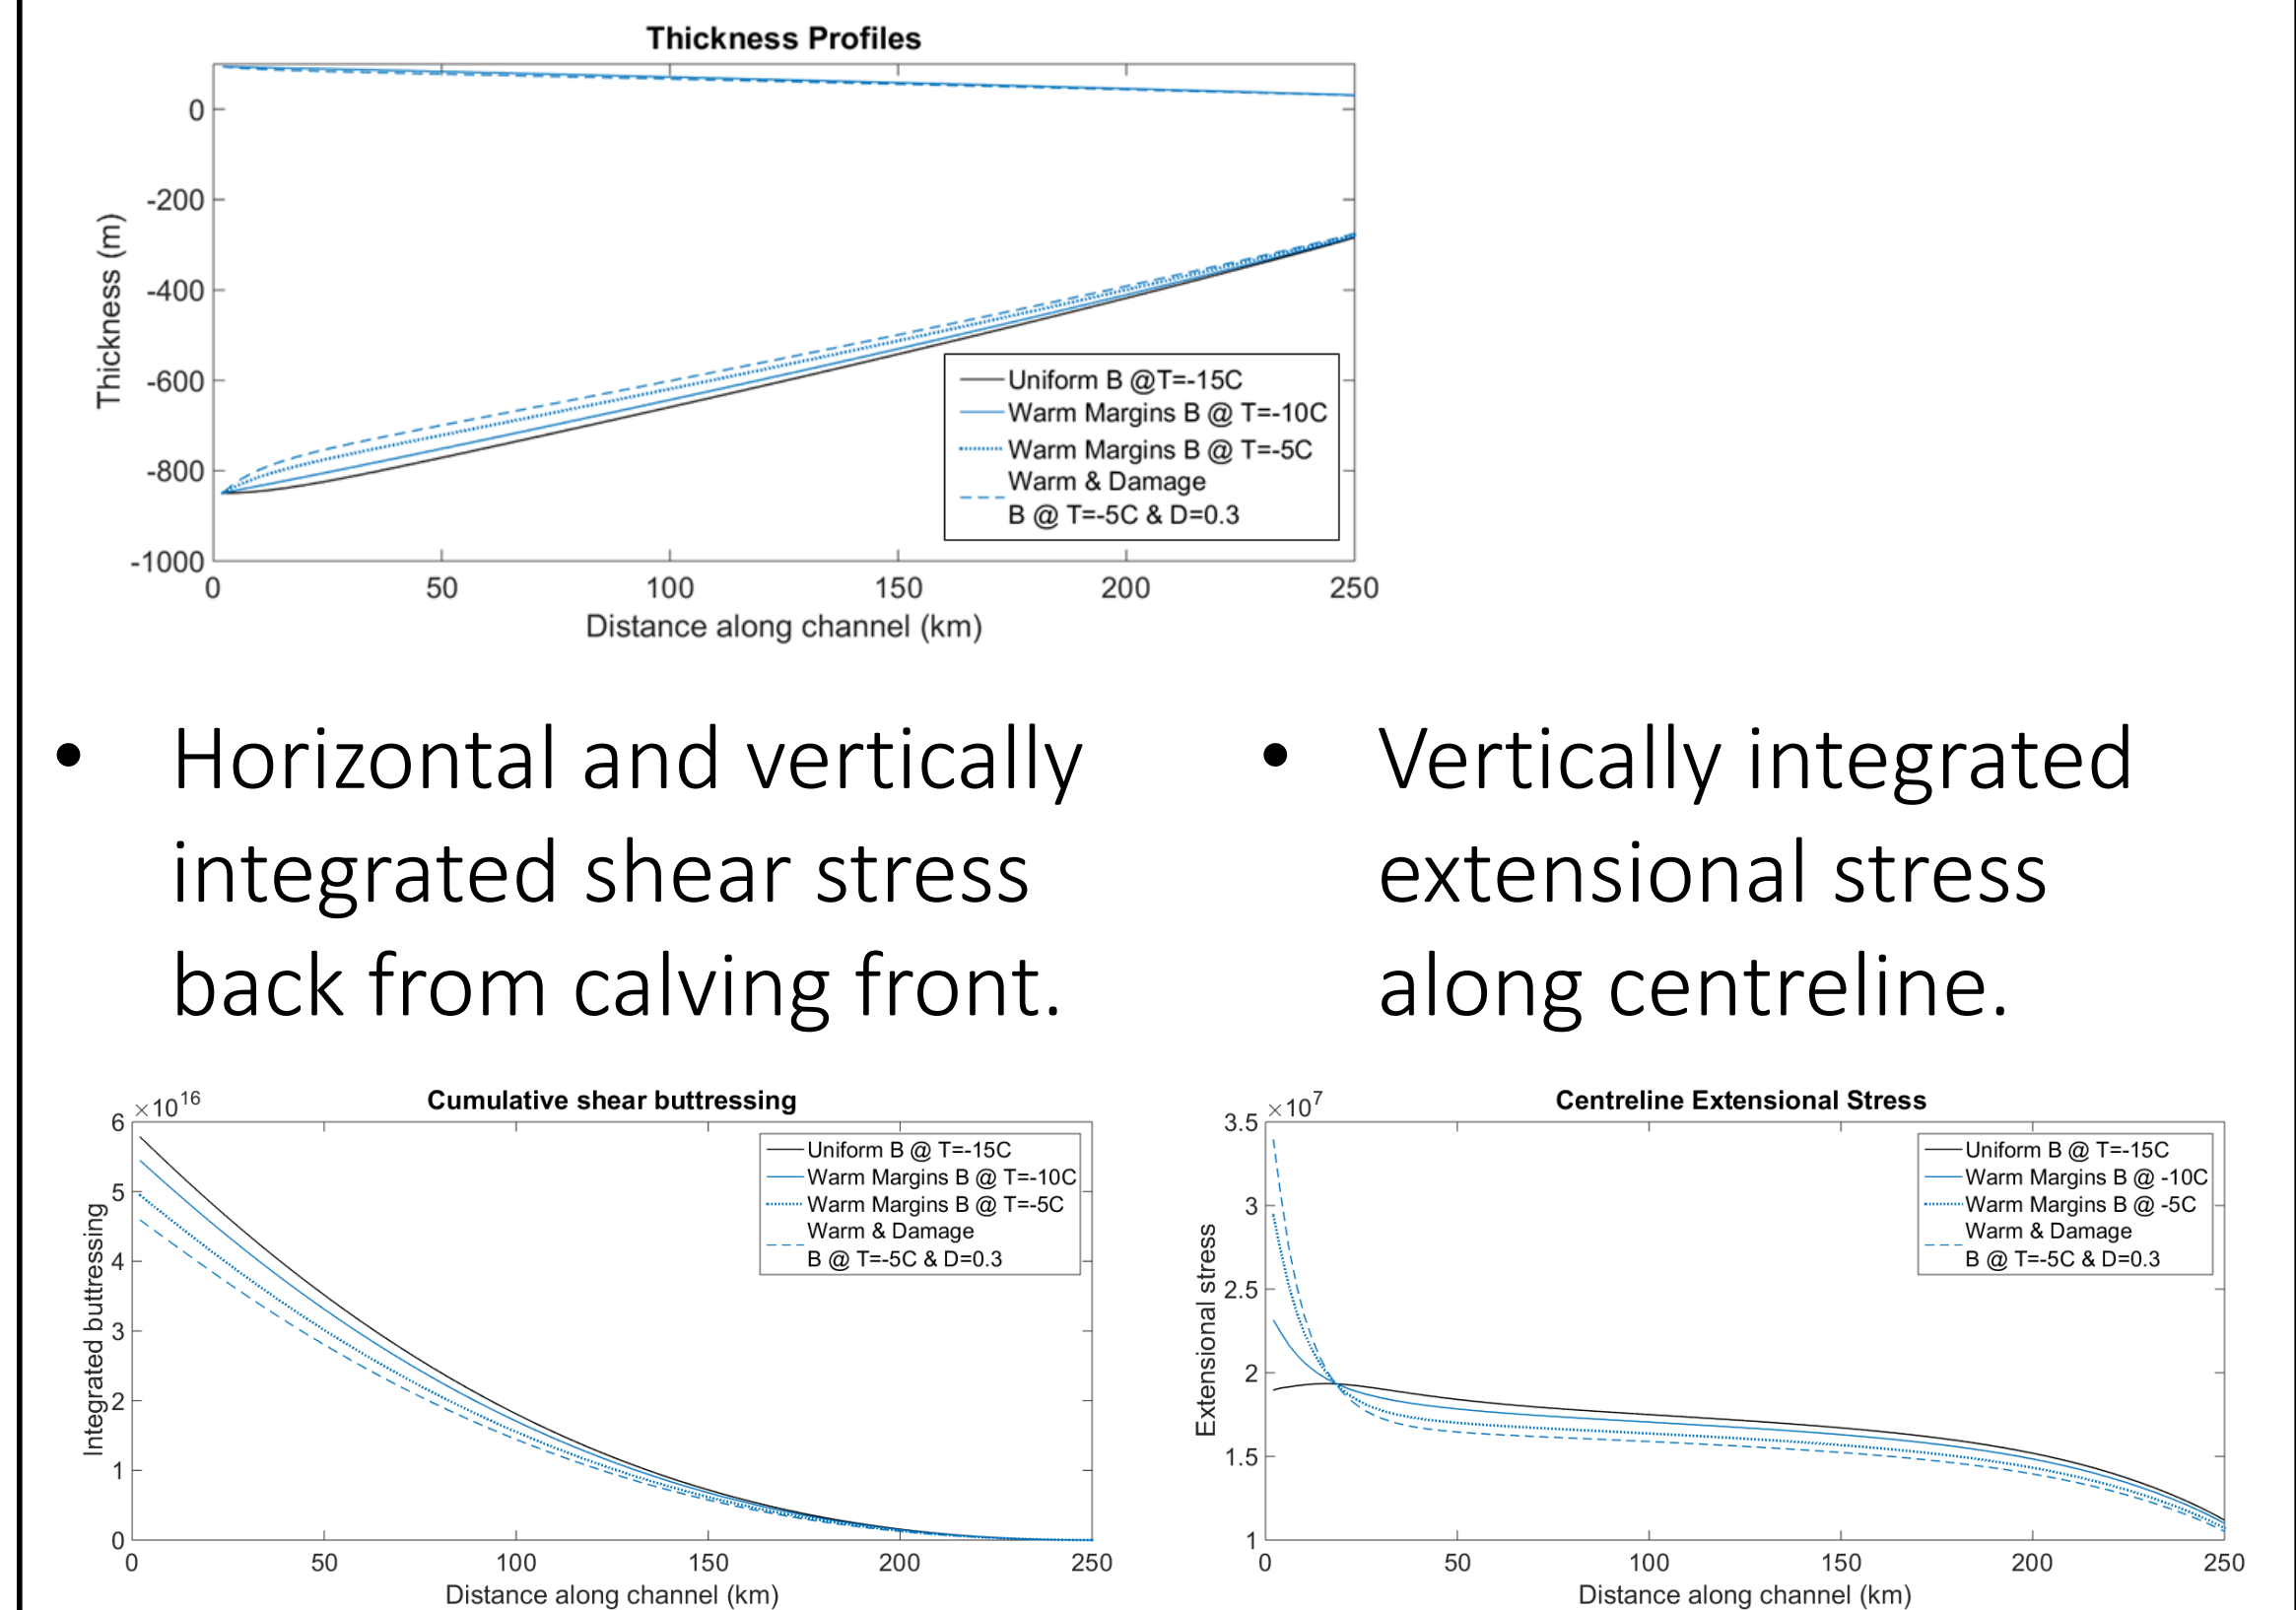 Thickness Profiles
0
-200
-400
-600
-800
-1000
Thickness (m)
Uniform B @T=-15C
Warm Margins B @ T=-10C
Warm Margins B @ T=-5C
Warm & Damage
B @ T=-5C & D=0.3
0 50 100 150 200 250
Distance along channel (km)
• Horizontal and vertically
integrated shear stress
back from calving front.
• Vertically integrated
extensional stress
along centreline.
Cumulative shear buttressing
×10^16
6
5
4
3
2
1
0
Integrated buttressing
Uniform B @ T=-15C
Warm Margins B @ T=-10C
Warm Margins B @ T=-5C
Warm & Damage
B @ T=-5C & D=0.3
0 50 100 150 200 250
Distance along channel (km)
Centreline Extensional Stress
×10^7
3.5
3
2.5
2
1.5
1
Extensional stress
Uniform B @ T=-15C
Warm Margins B @ -10C
Warm Margins B @ -5C
Warm & Damage
B @ T=-5C & D=0.3
0 50 100 150 200 250
Distance along channel (km)